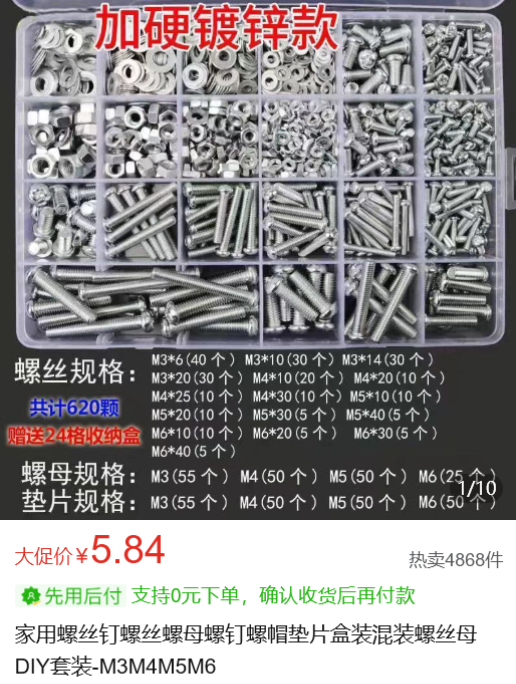 加硬镀锌款
螺丝规格：
M3*6(40个) M3*10(30个) M3*14(30个)
M3*20(30个) M4*10(20个) M4*20(10个)
M4*25(10个) M4*30(10个) M5*10(10个)
M5*20(10个) M5*30(5个) M5*40(5个)
M6*10(10个) M6*20(5个) M6*30(5个)
M6*40(5个)
共计620颗
赠送24格收纳盒
螺母规格：M3(55个) M4(50个) M5(50个) M6(25个)
垫片规格：M3(55个) M4(50个) M5(50个) M6(50个)
1/10
大促价¥5.84
热卖4868件
先用后付 支持0元下单，确认收货后再付款
家用螺丝钉螺丝螺母螺钉螺帽垫片盒装混装螺丝母
DIY套装-M3M4M5M6